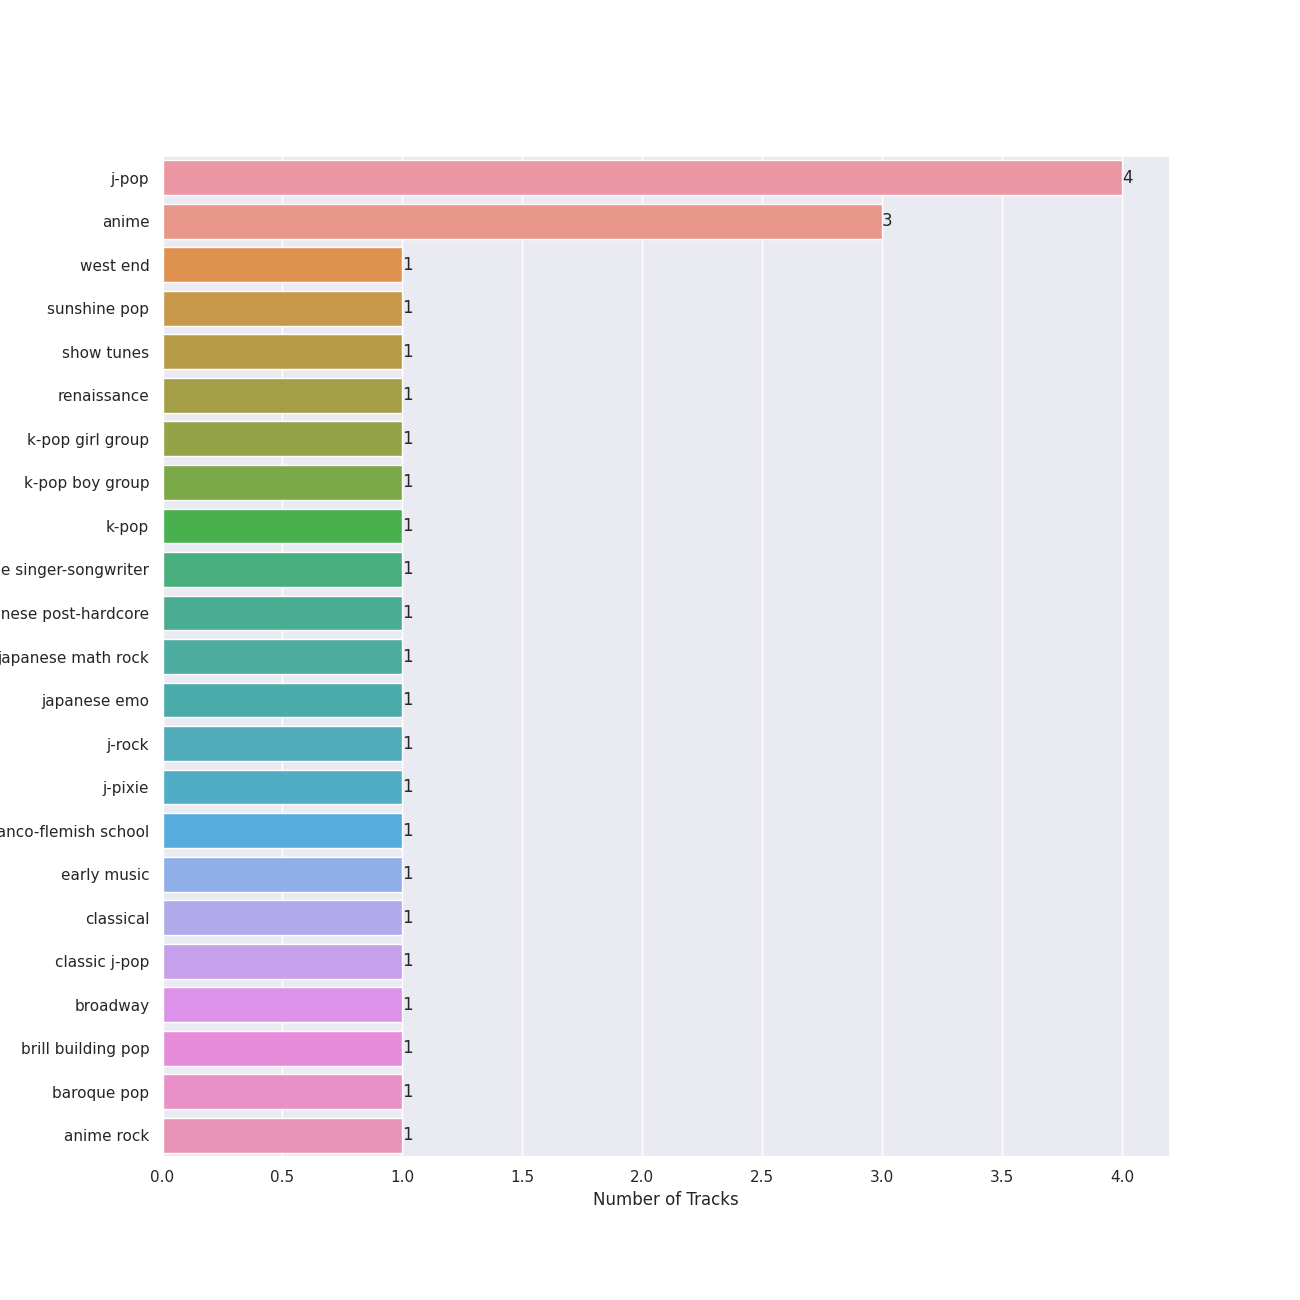 j-pop 4
anime 3
west end 1
sunshine pop 1
show tunes 1
renaissance 1
k-pop girl group 1
k-pop boy group 1
k-pop 1
e singer-songwriter 1
nese post-hardcore 1
japanese math rock 1
japanese emo 1
j-rock 1
j-pixie 1
anco-flemish school 1
early music 1
classical 1
classic j-pop 1
broadway 1
brill building pop 1
baroque pop 1
anime rock 1
0.0 0.5 1.0 1.5 2.0 2.5 3.0 3.5 4.0
Number of Tracks